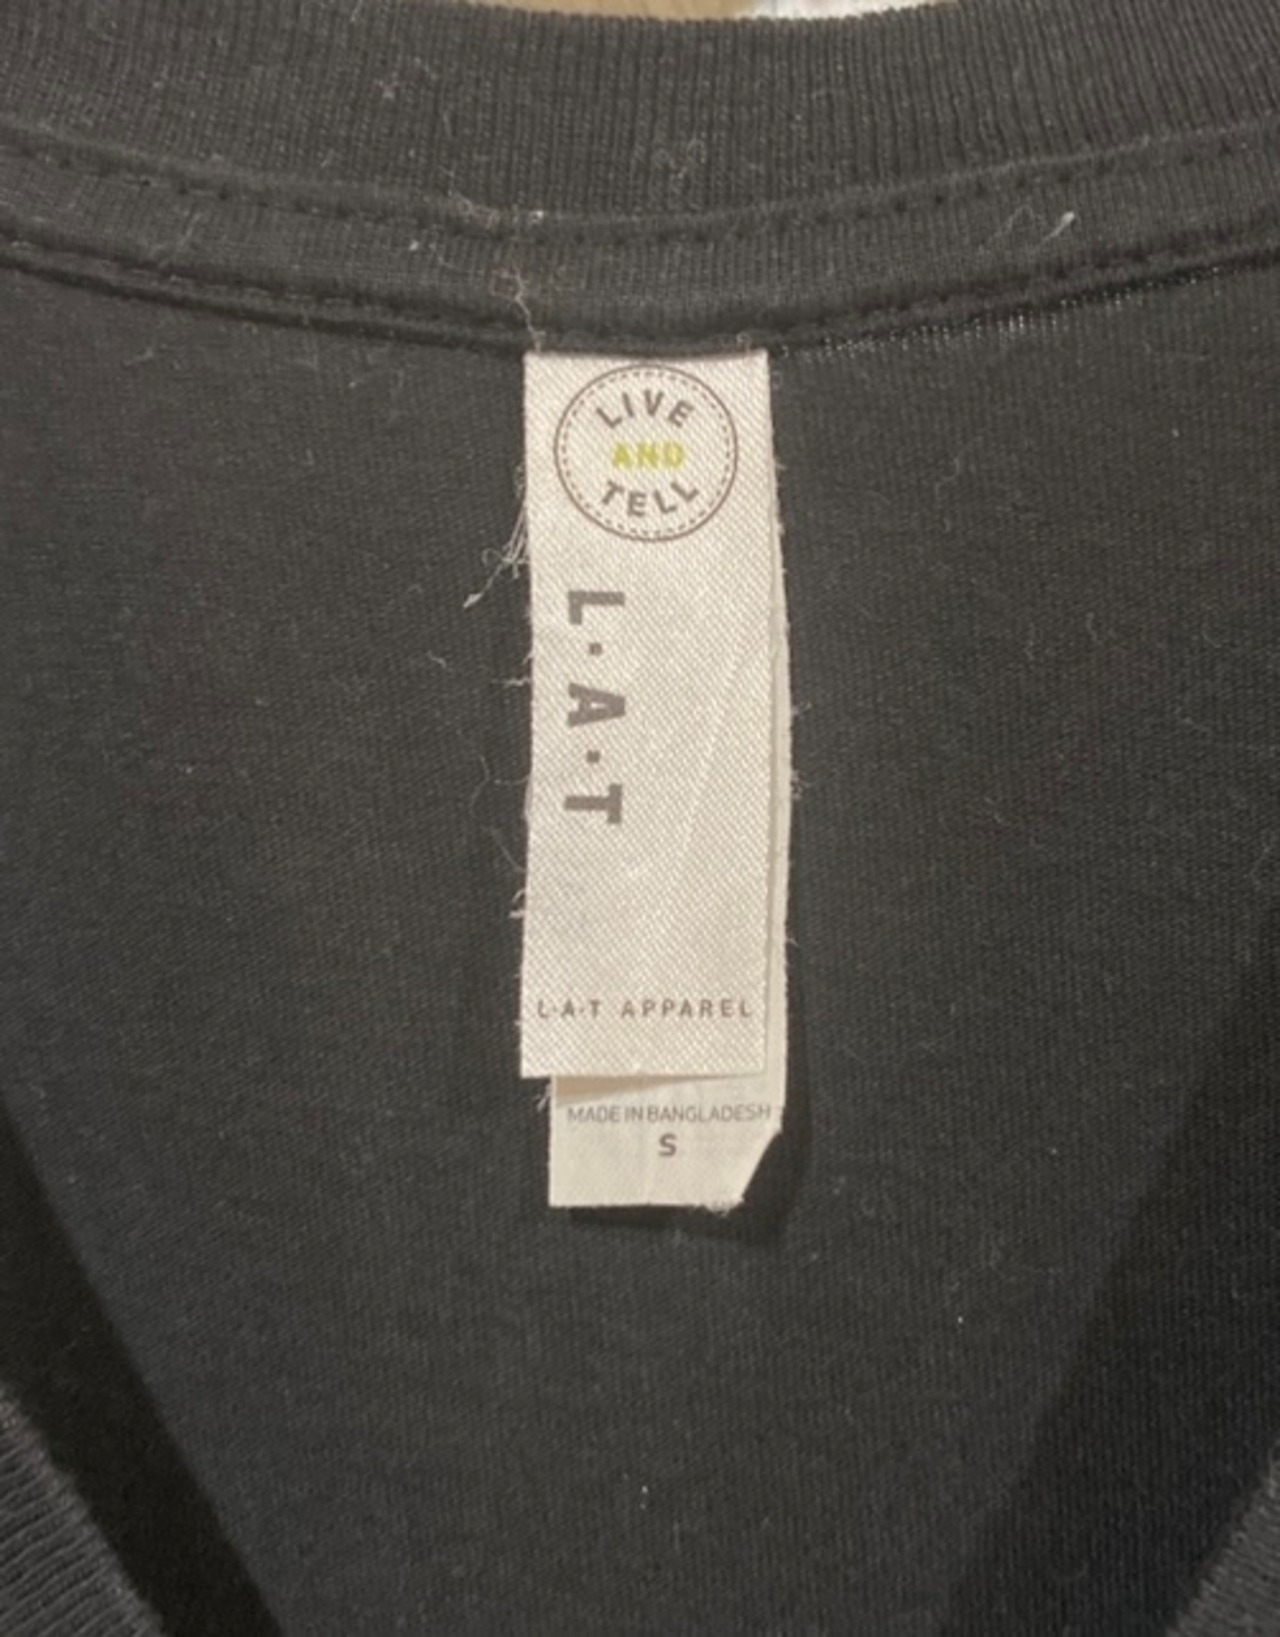 LIVE
AND
TELL
L·A·T
L·A·T APPAREL
MADE IN BANGLADESH
S